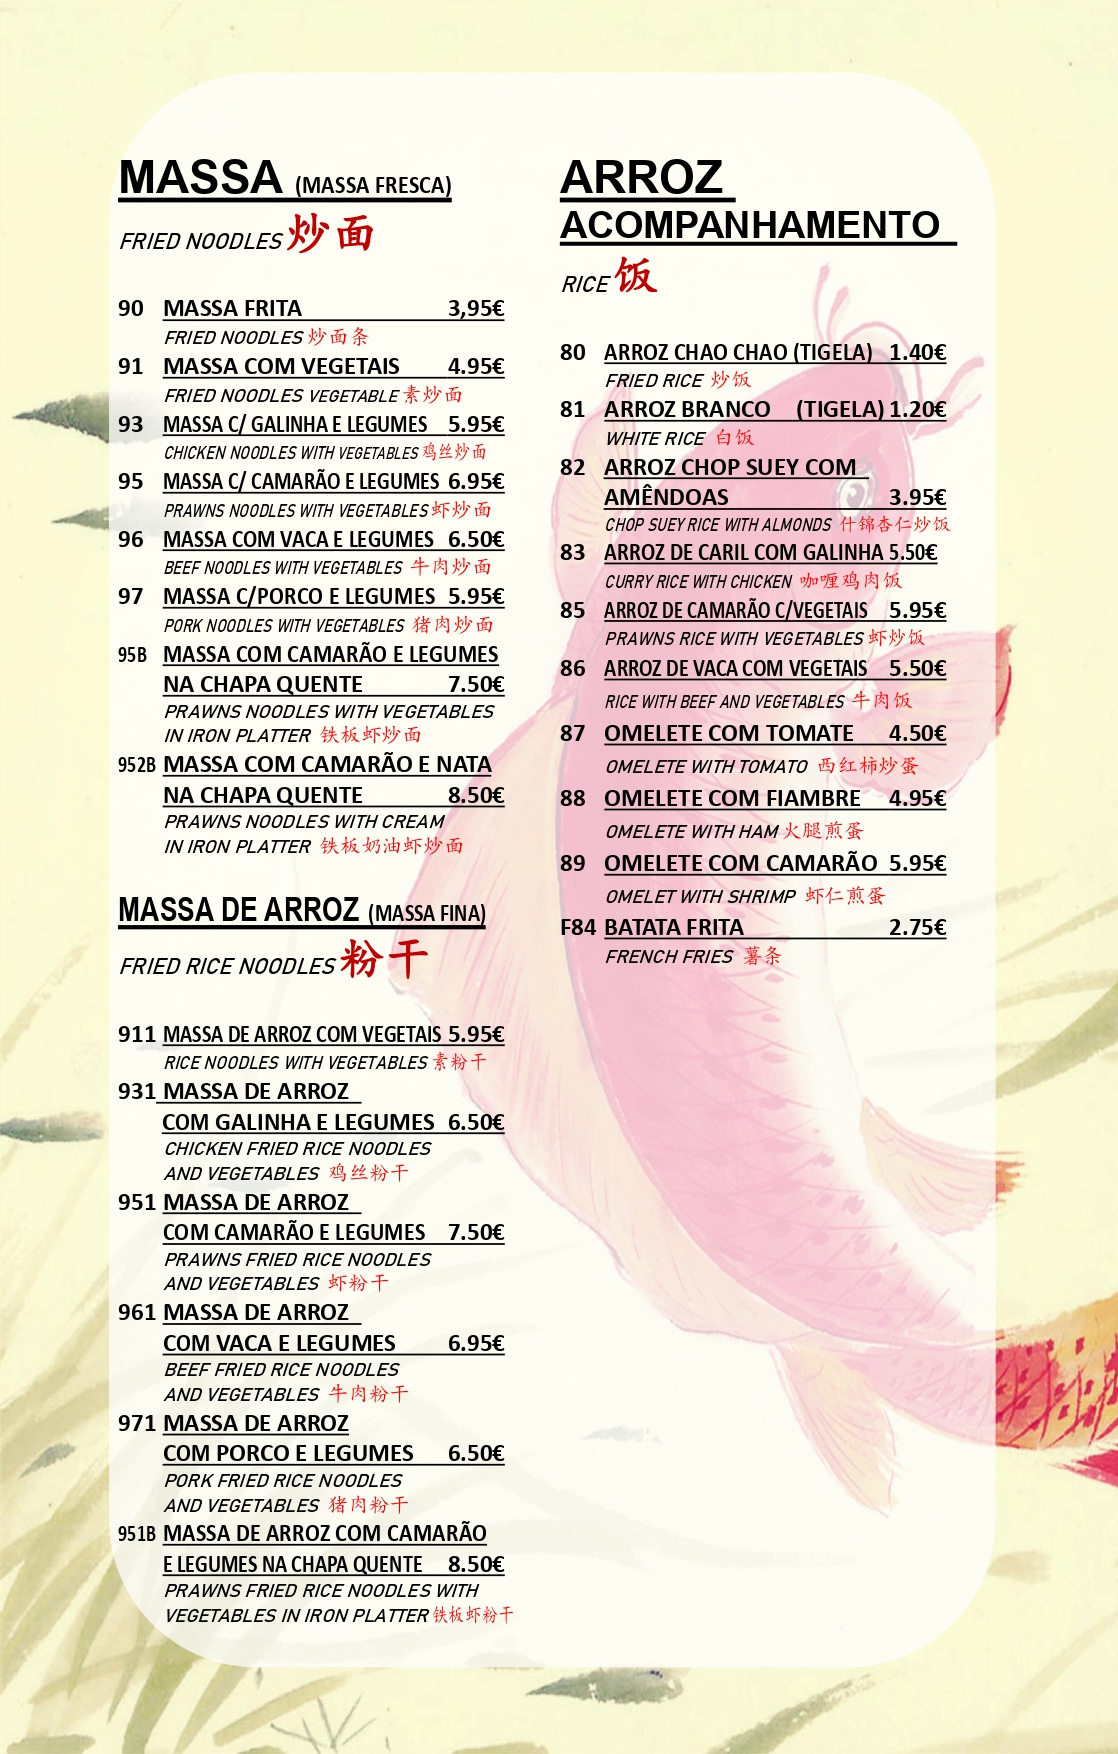 MASSA (MASSA FRESCA)
FRIED NOODLES 炒面
90 MASSA FRITA 3,95€
FRIED NOODLES 炒面条
91 MASSA COM VEGETAIS 4.95€
FRIED NOODLES VEGETABLE 素炒面
93 MASSA C/ GALINHA E LEGUMES 5.95€
CHICKEN NOODLES WITH VEGETABLES 鸡丝炒面
95 MASSA C/ CAMARÃO E LEGUMES 6.95€
PRAWNS NOODLES WITH VEGETABLES 虾炒面
96 MASSA COM VACA E LEGUMES 6.50€
BEEF NOODLES WITH VEGETABLES 牛肉炒面
97 MASSA C/PORCO E LEGUMES 5.95€
PORK NOODLES WITH VEGETABLES 猪肉炒面
95B MASSA COM CAMARÃO E LEGUMES
NA CHAPA QUENTE 7.50€
PRAWNS NOODLES WITH VEGETABLES
IN IRON PLATTER 铁板虾炒面
952B MASSA COM CAMARÃO E NATA
NA CHAPA QUENTE 8.50€
PRAWNS NOODLES WITH CREAM
IN IRON PLATTER 铁板奶油虾炒面
MASSA DE ARROZ (MASSA FINA)
FRIED RICE NOODLES 粉干
911 MASSA DE ARROZ COM VEGETAIS 5.95€
RICE NOODLES WITH VEGETABLES 素粉干
931 MASSA DE ARROZ
COM GALINHA E LEGUMES 6.50€
CHICKEN FRIED RICE NOODLES
AND VEGETABLES 鸡丝粉干
951 MASSA DE ARROZ
COM CAMARÃO E LEGUMES 7.50€
PRAWNS FRIED RICE NOODLES
AND VEGETABLES 虾粉干
961 MASSA DE ARROZ
COM VACA E LEGUMES 6.95€
BEEF FRIED RICE NOODLES
AND VEGETABLES 牛肉粉干
971 MASSA DE ARROZ
COM PORCO E LEGUMES 6.50€
PORK FRIED RICE NOODLES
AND VEGETABLES 猪肉粉干
951B MASSA DE ARROZ COM CAMARÃO
E LEGUMES NA CHAPA QUENTE 8.50€
PRAWNS FRIED RICE NOODLES WITH
VEGETABLES IN IRON PLATTER 铁板虾粉干
ARROZ
ACOMPANHAMENTO
RICE 饭
80 ARROZ CHAO CHAO (TIGELA) 1.40€
FRIED RICE 炒饭
81 ARROZ BRANCO (TIGELA) 1.20€
WHITE RICE 白饭
82 ARROZ CHOP SUEY COM
AMÊNDOAS 3.95€
CHOP SUEY RICE WITH ALMONDS 什锦杏仁炒饭
83 ARROZ DE CARIL COM GALINHA 5.50€
CURRY RICE WITH CHICKEN 咖喱鸡肉饭
85 ARROZ DE CAMARÃO C/VEGETAIS 5.95€
PRAWNS RICE WITH VEGETABLES 虾炒饭
86 ARROZ DE VACA COM VEGETAIS 5.50€
RICE WITH BEEF AND VEGETABLES 牛肉饭
87 OMELETE COM TOMATE 4.50€
OMELETE WITH TOMATO 西红柿炒蛋
88 OMELETE COM FIAMBRE 4.95€
OMELETE WITH HAM 火腿煎蛋
89 OMELETE COM CAMARÃO 5.95€
OMELET WITH SHRIMP 虾仁煎蛋
F84 BATATA FRITA 2.75€
FRENCH FRIES 薯条